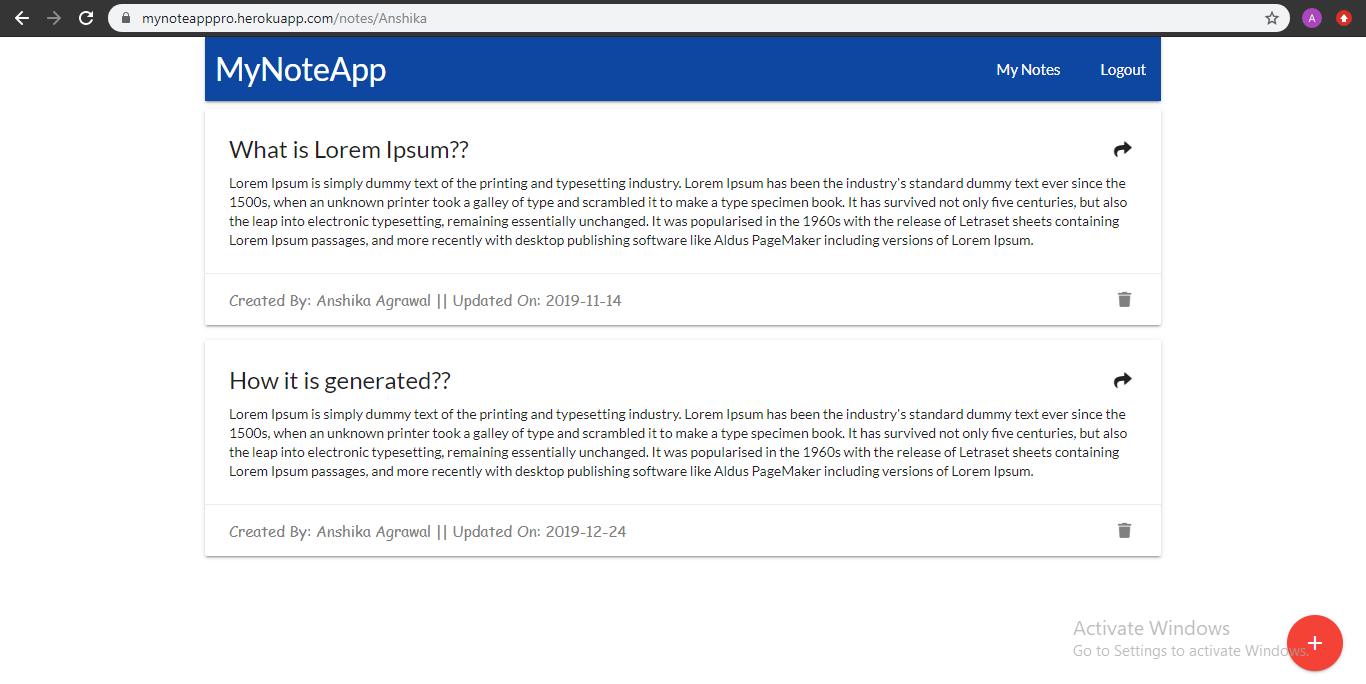 mynoteapppro.herokuapp.com/notes/Anshika
A
MyNoteApp
My Notes
Logout
What is Lorem Ipsum??
Lorem Ipsum is simply dummy text of the printing and typesetting industry. Lorem Ipsum has been the industry's standard dummy text ever since the
1500s, when an unknown printer took a galley of type and scrambled it to make a type specimen book. It has survived not only five centuries, but also
the leap into electronic typesetting, remaining essentially unchanged. It was popularised in the 1960s with the release of Letraset sheets containing
Lorem Ipsum passages, and more recently with desktop publishing software like Aldus PageMaker including versions of Lorem Ipsum.
Created By: Anshika Agrawal || Updated On: 2019-11-14
How it is generated??
Lorem Ipsum is simply dummy text of the printing and typesetting industry. Lorem Ipsum has been the industry's standard dummy text ever since the
1500s, when an unknown printer took a galley of type and scrambled it to make a type specimen book. It has survived not only five centuries, but also
the leap into electronic typesetting, remaining essentially unchanged. It was popularised in the 1960s with the release of Letraset sheets containing
Lorem Ipsum passages, and more recently with desktop publishing software like Aldus PageMaker including versions of Lorem Ipsum.
Created By: Anshika Agrawal || Updated On: 2019-12-24
Activate Windows
Go to Settings to activate Windows.
+